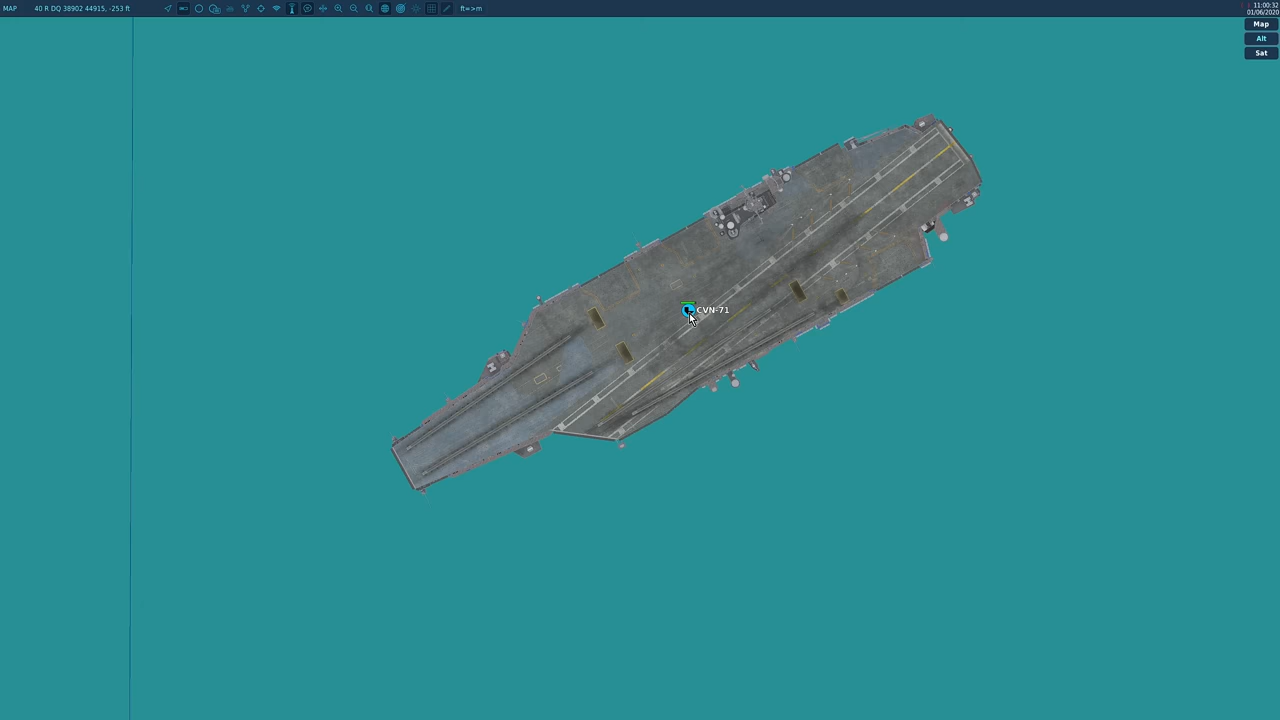 MAP 40 R DQ 38902 44915, -253 ft ft=>m 11:00:32
01/06/2020
Map
Alt
Sat
CVN-71